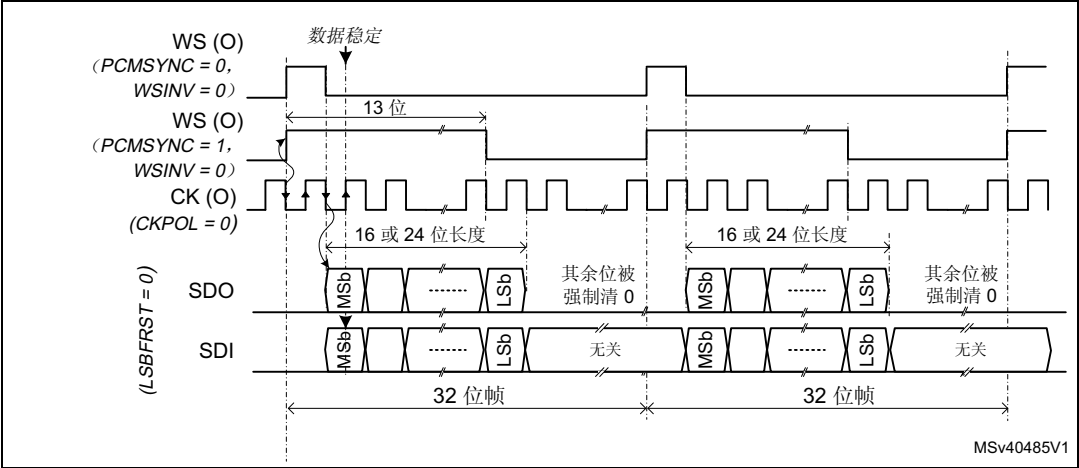 WS (O)
(PCMSYNC = 0,
WSINV = 0)
数据稳定
13 位
WS (O)
(PCMSYNC = 1,
WSINV = 0)
CK (O)
(CKPOL = 0)
16 或 24 位长度
16 或 24 位长度
(LSBFRST = 0)
SDO
MSb
LSb
其余位被
强制清 0
MSb
LSb
其余位被
强制清 0
SDI
MSb
LSb
无关
MSb
LSb
无关
32 位帧
32 位帧
MSv40485V1